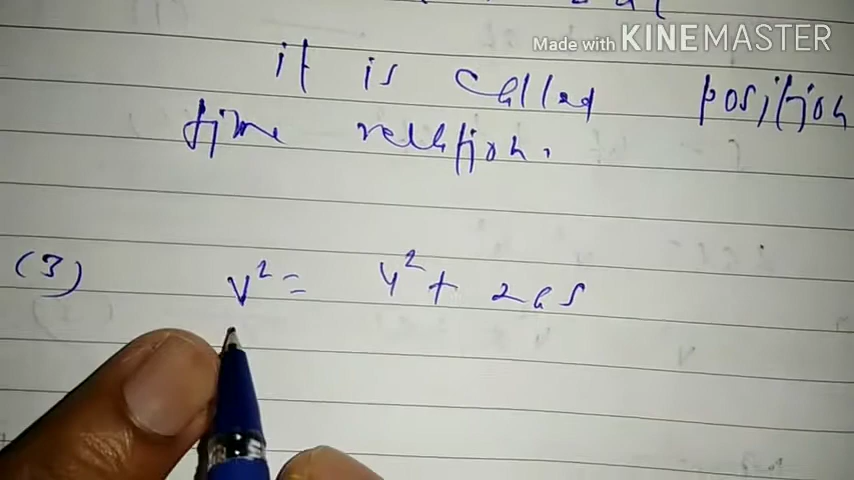 Made with KINEMASTER
it is called position
time relation.
(3) v² = u² + 2as